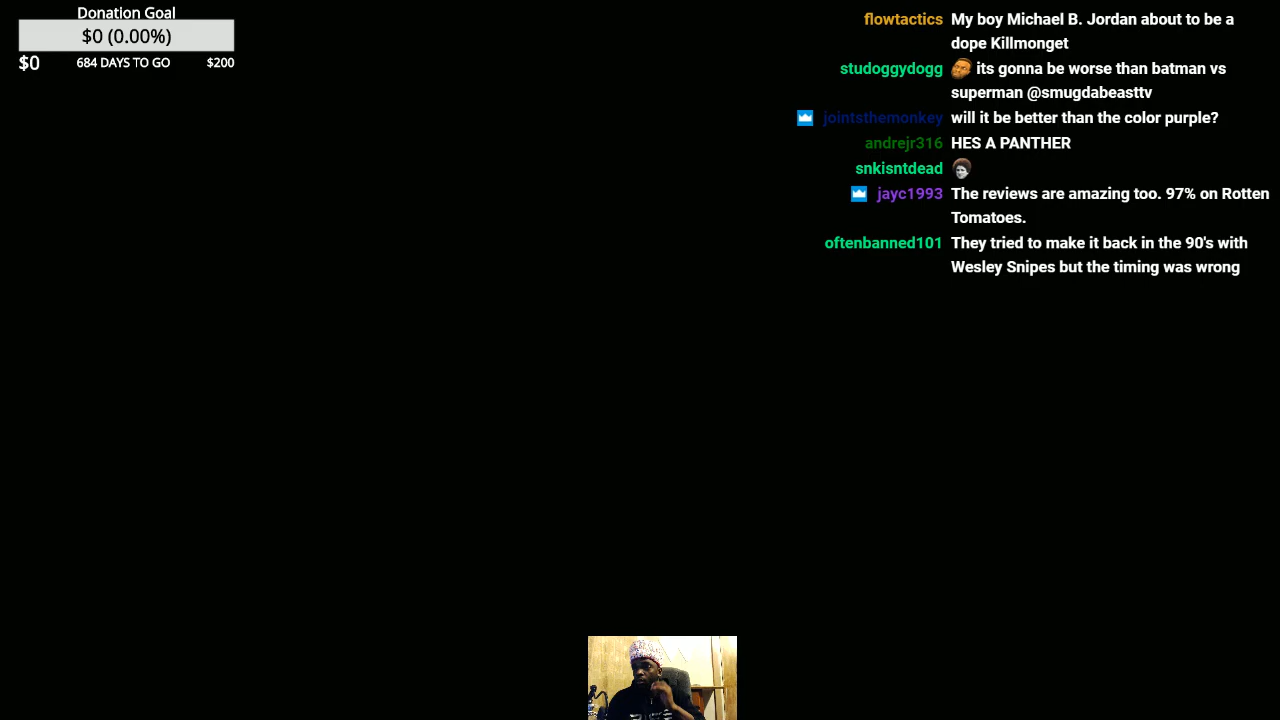 Donation Goal
$0 (0.00%)
$0 684 DAYS TO GO $200
flowtactics My boy Michael B. Jordan about to be a
dope Killmonget
studoggydogg its gonna be worse than batman vs
superman @smugdabeasttv
jointsthemonkey will it be better than the color purple?
andrejr316 HES A PANTHER
snkisntdead
jayc1993 The reviews are amazing too. 97% on Rotten
Tomatoes.
oftenbanned101 They tried to make it back in the 90's with
Wesley Snipes but the timing was wrong